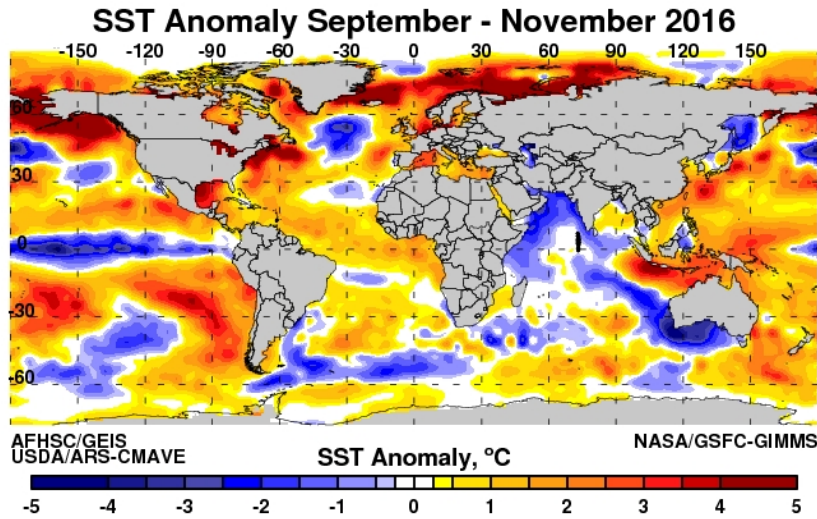 SST Anomaly September - November 2016
-150 -120 -90 -60 -30 0 30 60 90 120 150
60
30
0
-30
-60
AFHSC/GEIS
USDA/ARS-CMAVE
NASA/GSFC-GIMMS
SST Anomaly, ºC
-5 -4 -3 -2 -1 0 1 2 3 4 5